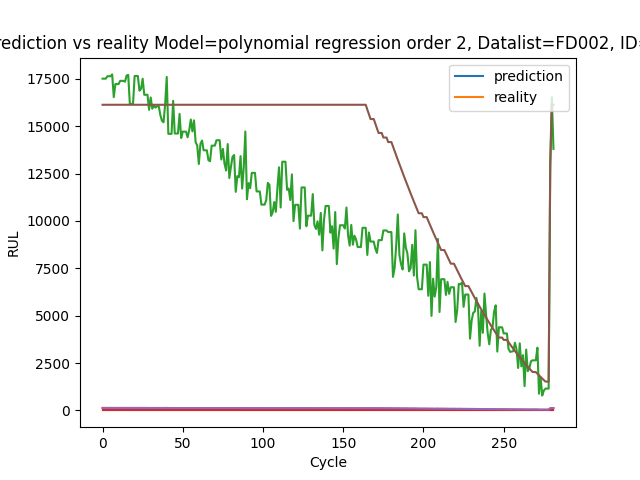 rediction vs reality Model=polynomial regression order 2, Datalist=FD002, ID=
prediction
reality
17500
15000
12500
10000
7500
5000
2500
0
RUL
0 50 100 150 200 250
Cycle